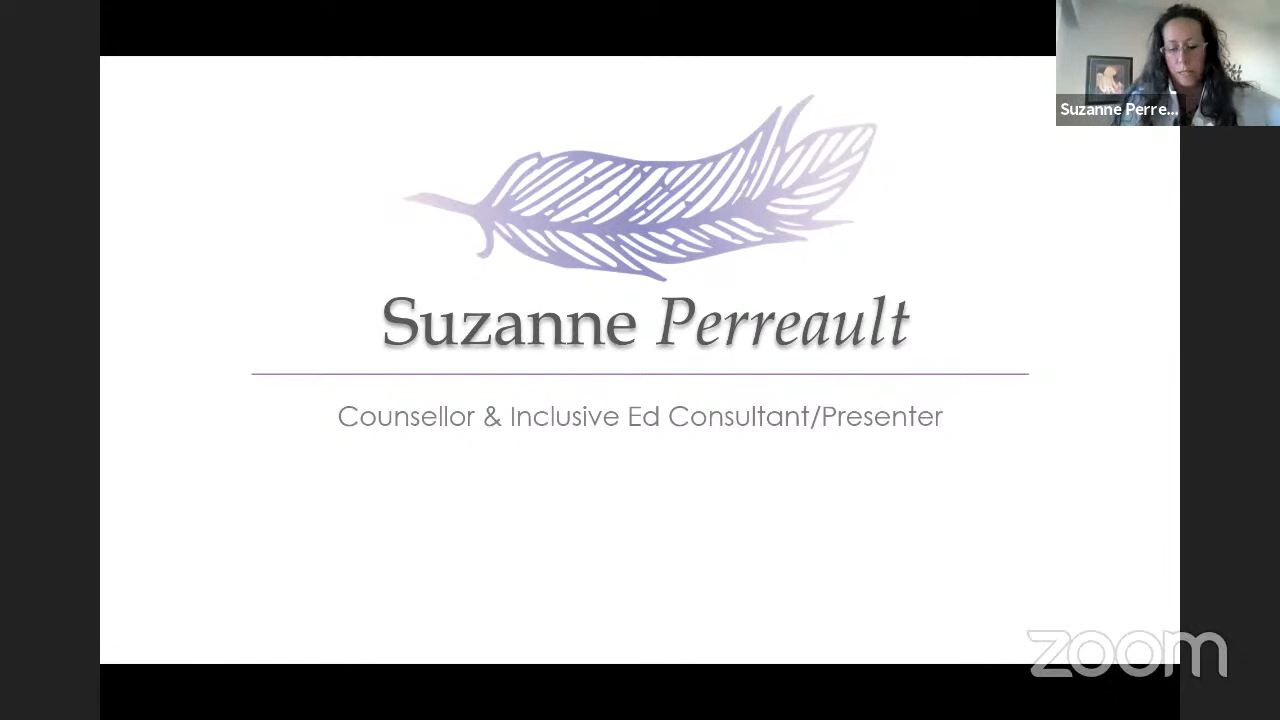 Suzanne Perre...
Suzanne Perreault
Counsellor & Inclusive Ed Consultant/Presenter
zoom